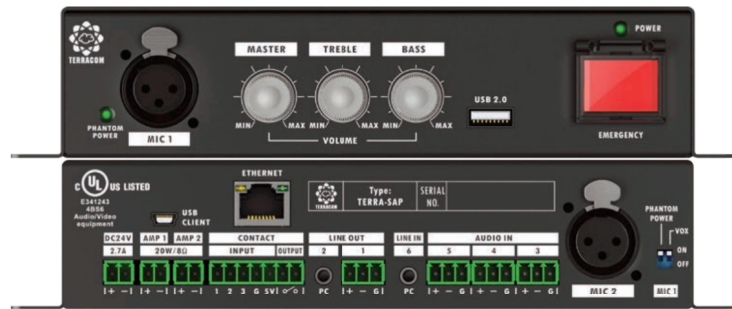 MASTER TREBLE BASS
POWER
TERRACOM
USB 2.0
PHANTOM
POWER
MIC 1
MIN MAX MIN MAX MIN MAX
VOLUME
EMERGENCY
C UL US LISTED
E341243
4B56
Audio/Video
equipment
USB
CLIENT
ETHERNET
TERRACOM
Type:
TERRA-SAP
SERIAL
NO.
PHANTOM
POWER
VOX
ON
OFF
DC24V AMP 1 AMP 2 CONTACT LINE OUT LINE IN AUDIO IN
2.7A 20W/8Ω INPUT OUTPUT 2 1 6 5 4 3
+ - + - + - 1 2 3 G 5V PC + - G PC + - G + - G + - G
MIC 2
MIC 1